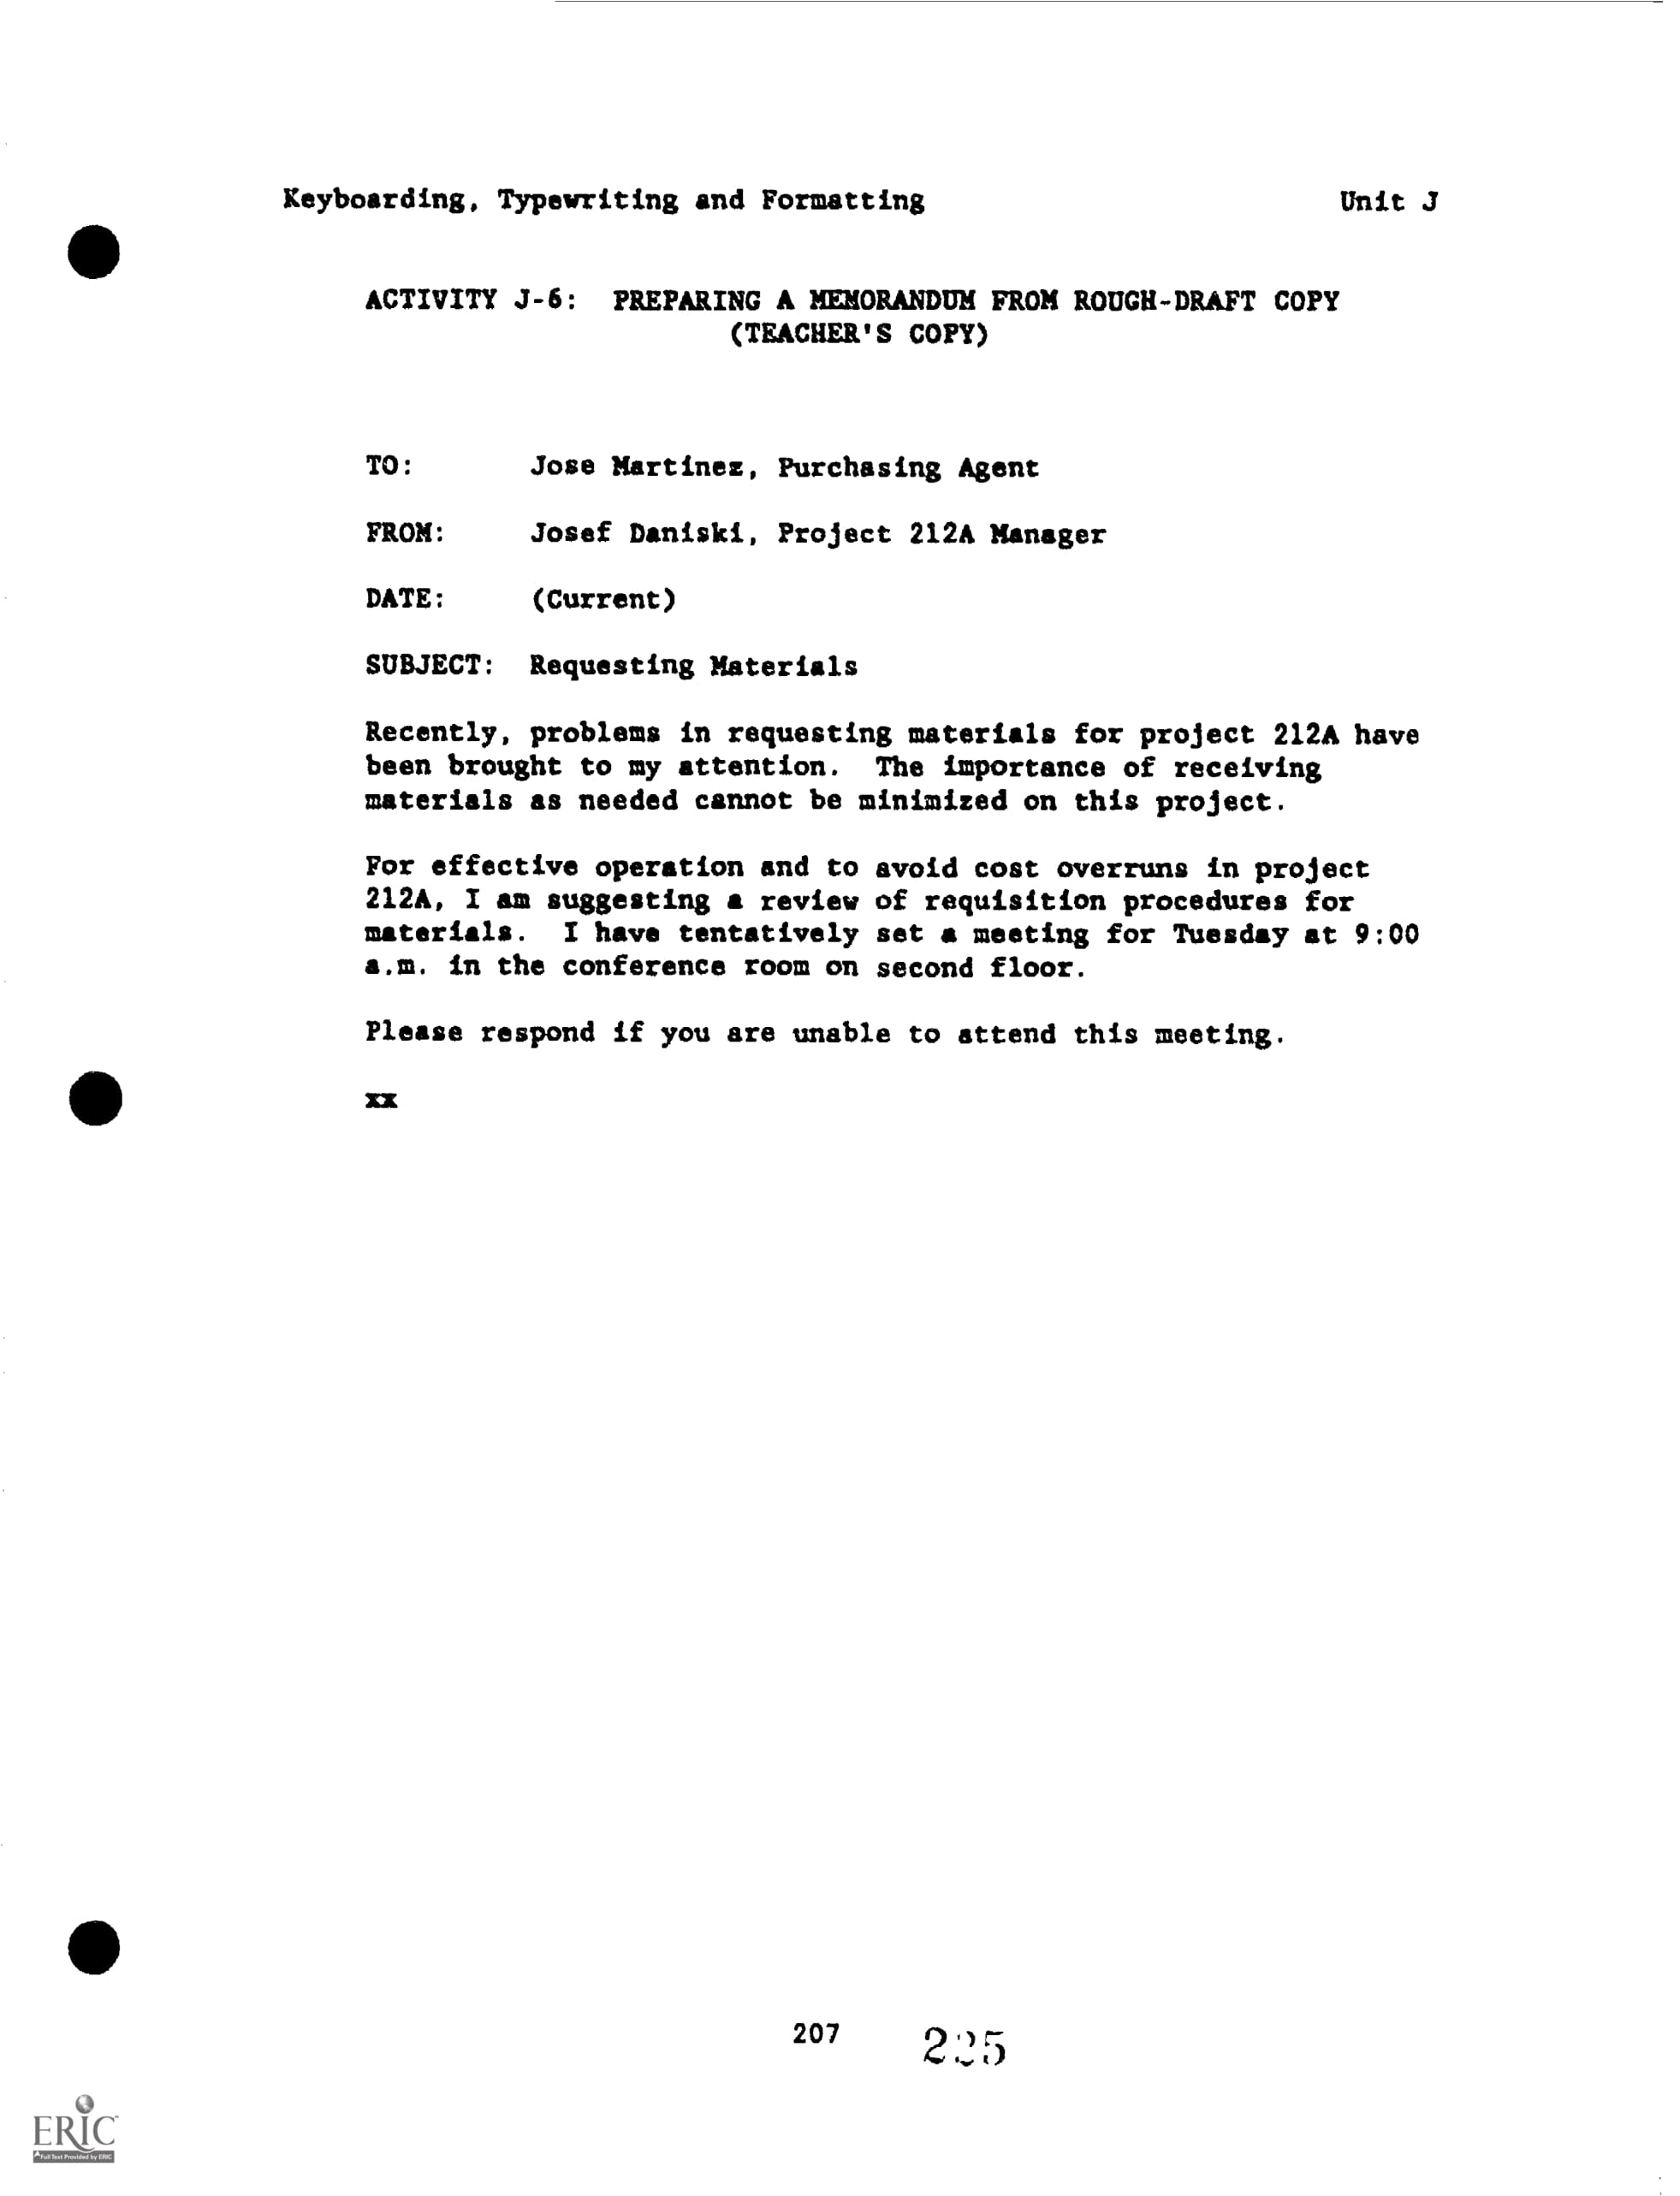 Keyboarding, Typewriting and Formatting Unit J
ACTIVITY J-6: PREPARING A MEMORANDUM FROM ROUGH-DRAFT COPY
(TEACHER'S COPY)
TO: Jose Martinez, Purchasing Agent
FROM: Josef Daniski, Project 212A Manager
DATE: (Current)
SUBJECT: Requesting Materials
Recently, problems in requesting materials for project 212A have
been brought to my attention. The importance of receiving
materials as needed cannot be minimized on this project.
For effective operation and to avoid cost overruns in project
212A, I am suggesting a review of requisition procedures for
materials. I have tentatively set a meeting for Tuesday at 9:00
a.m. in the conference room on second floor.
Please respond if you are unable to attend this meeting.
xx
207 225
ERIC
Full Text Provided by ERIC